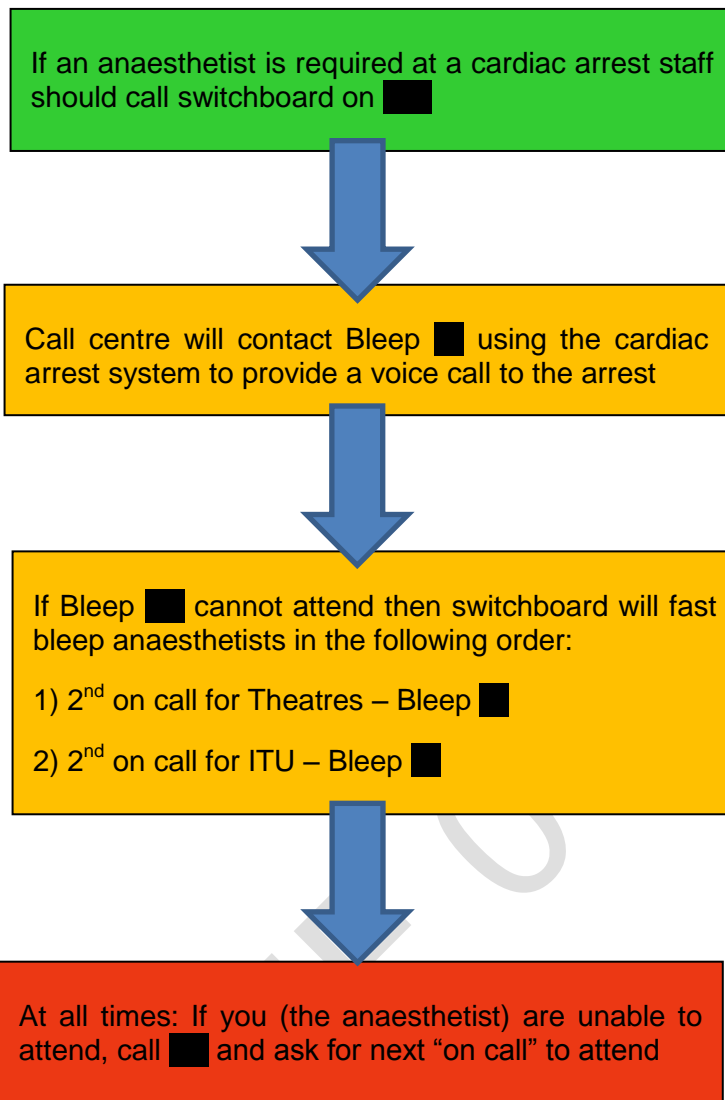 If an anaesthetist is required at a cardiac arrest staff
should call switchboard on
Call centre will contact Bleep using the cardiac
arrest system to provide a voice call to the arrest
If Bleep cannot attend then switchboard will fast
bleep anaesthetists in the following order:
1) 2nd on call for Theatres – Bleep
2) 2nd on call for ITU – Bleep
At all times: If you (the anaesthetist) are unable to
attend, call and ask for next “on call” to attend